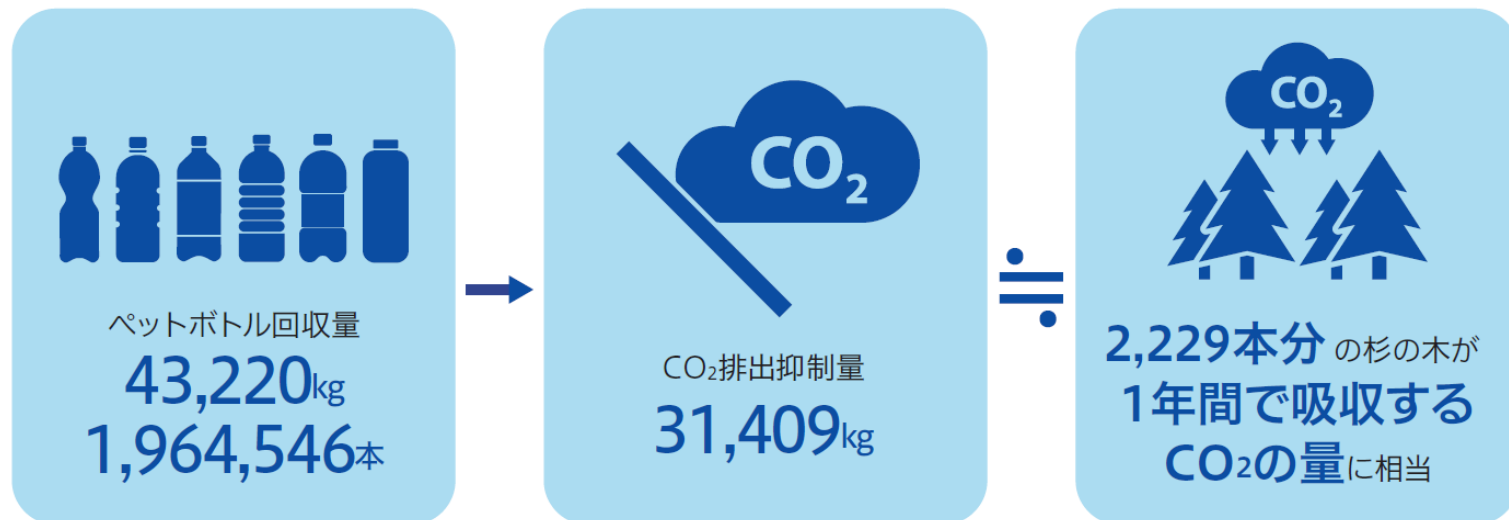 ペットボトル回収量
43,220kg
1,964,546本
CO₂
CO₂排出抑制量
31,409kg
≒
CO₂
2,229本分の杉の木が
1年間で吸収する
CO₂の量に相当